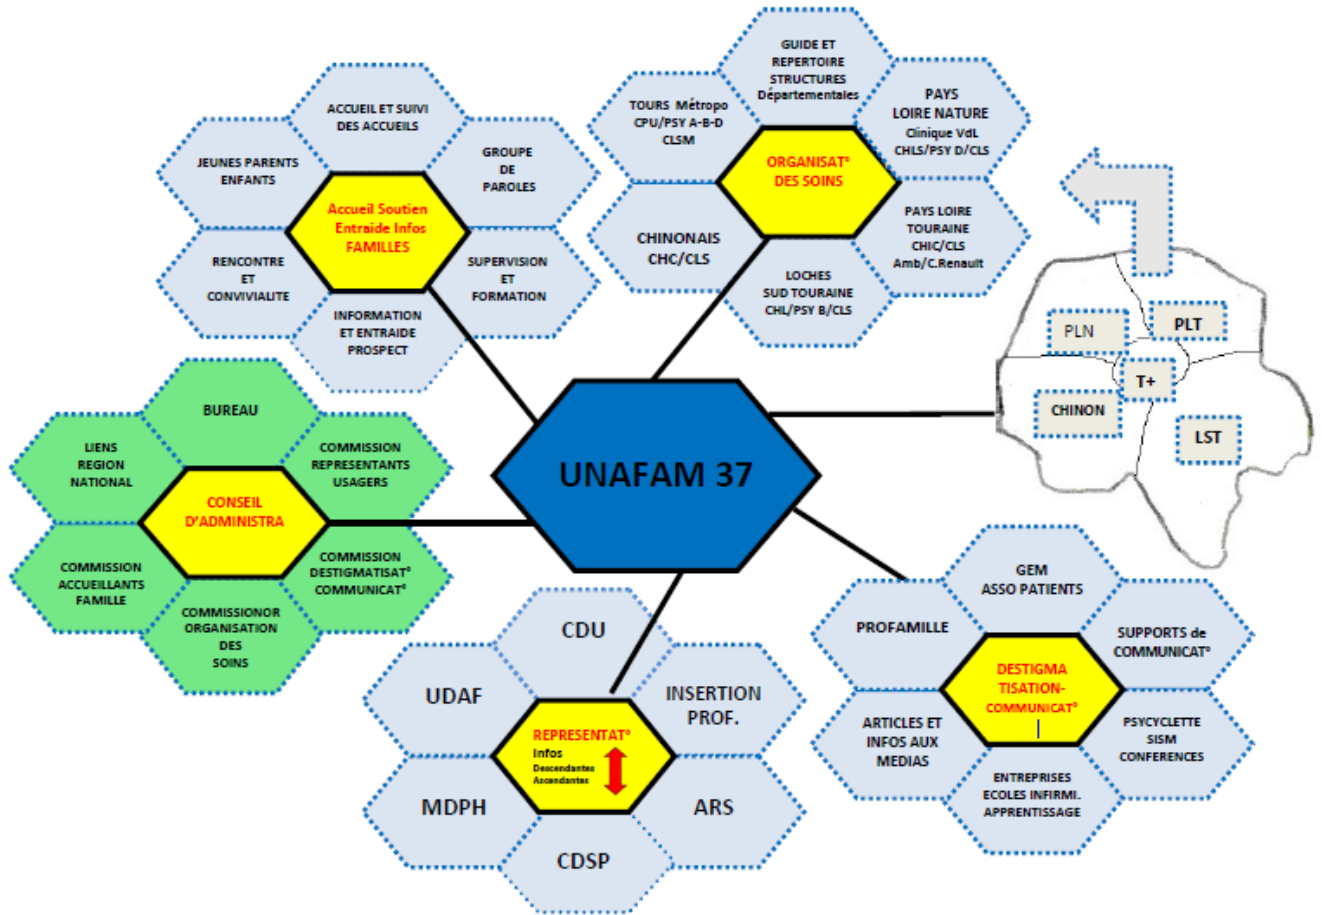 ACCUEIL ET SUIVI
DES ACCUEILS
JEUNES PARENTS
ENFANTS
GROUPE
DE
PAROLES
Accueil Soutien
Entraide Infos
FAMILLES
RENCONTRE
ET
CONVIVIALITE
SUPERVISION
ET
FORMATION
INFORMATION
ET ENTRAIDE
PROSPECT
GUIDE ET
REPERTOIRE
STRUCTURES
Départementales
TOURS Métropo
CPU/PSY A-B-D
CLSM
PAYS
LOIRE NATURE
Clinique VdL
CHLS/PSY D/CLS
ORGANISAT°
DES SOINS
CHINONAIS
CHC/CLS
PAYS LOIRE
TOURAINE
CHIC/CLS
Amb/C.Renault
LOCHES
SUD TOURAINE
CHL/PSY B/CLS
PLN
PLT
T+
CHINON
LST
UNAFAM 37
BUREAU
LIENS
REGION
NATIONAL
COMMISSION
REPRESENTANTS
USAGERS
CONSEIL
D'ADMINISTRA
COMMISSION
ACCUEILLANTS
FAMILLE
COMMISSION
DESTIGMATISAT°
COMMUNICAT°
COMMISSIONOR
ORGANISATION
DES
SOINS
CDU
UDAF
INSERTION
PROF.
REPRESENTAT°
Infos
Descendantes
Ascendantes
MDPH
ARS
CDSP
GEM
ASSO PATIENTS
PROFAMILLE
SUPPORTS de
COMMUNICAT°
DESTIGMA
TISATION-
COMMUNICAT°
ARTICLES ET
INFOS AUX
MEDIAS
PSYCYCLETTE
SISM
CONFERENCES
ENTREPRISES
ECOLES INFIRMI.
APPRENTISSAGE